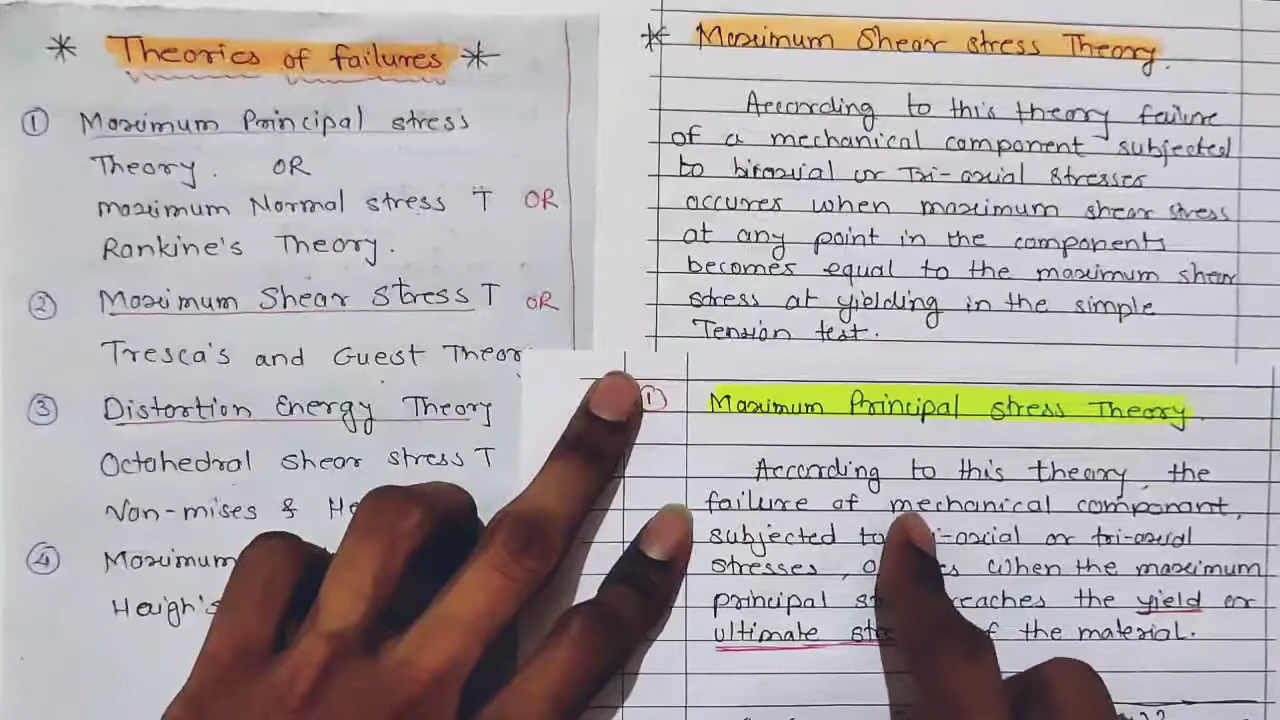 * Theories of failures *
① Maximum Principal stress
Theory. OR
maximum Normal stress T OR
Rankine's Theory.
② Maximum Shear Stress T OR
Tresca's and Guest Theor
③ Distortion Energy Theory
Octahedral shear stress T
Von-mises & He
④ Maximum
Heigh's
* Maximum Shear stress Theory.
According to this theory failure
of a mechanical component subjected
to biaxial or Tri-axial stresses
occures when maximum shear stress
at any point in the components
becomes equal to the maximum shear
stress at yielding in the simple
Tension test.
① Maximum Principal stress Theory.
According to this theory, the
failure of mechanical componant,
subjected to i-axial or tri-axial
stresses, when the maximum
principal reaches the yield or
ultimate of the material.